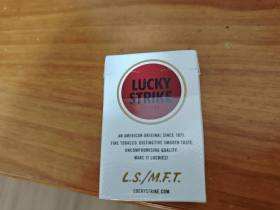 LUCKY
STRIKE
AN AMERICAN ORIGINAL SINCE 1871.
FINE TOBACCO. DISTINCTIVE SMOOTH TASTE.
UNCOMPROMISING QUALITY.
MAKE IT LUCKIES!
L.S./M.F.T.
LUCKYSTRIKE.COM